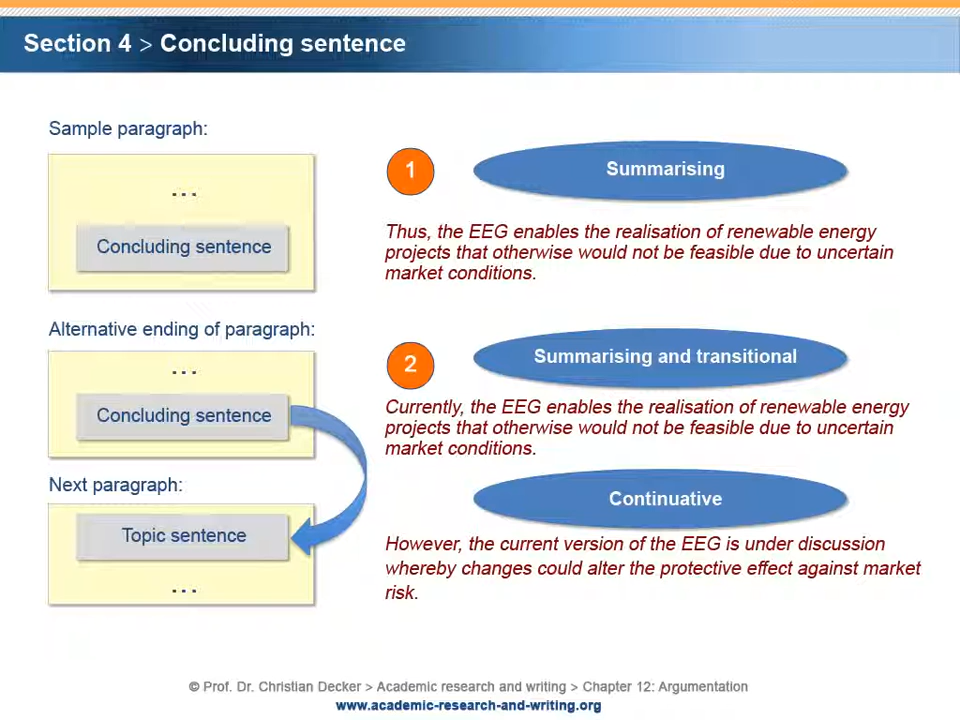 Section 4 > Concluding sentence
Sample paragraph:
...
Concluding sentence
1
Summarising
Thus, the EEG enables the realisation of renewable energy
projects that otherwise would not be feasible due to uncertain
market conditions.
Alternative ending of paragraph:
...
Concluding sentence
2
Summarising and transitional
Currently, the EEG enables the realisation of renewable energy
projects that otherwise would not be feasible due to uncertain
market conditions.
Next paragraph:
Topic sentence
...
Continuative
However, the current version of the EEG is under discussion
whereby changes could alter the protective effect against market
risk.
© Prof. Dr. Christian Decker > Academic research and writing > Chapter 12: Argumentation
www.academic-research-and-writing.org